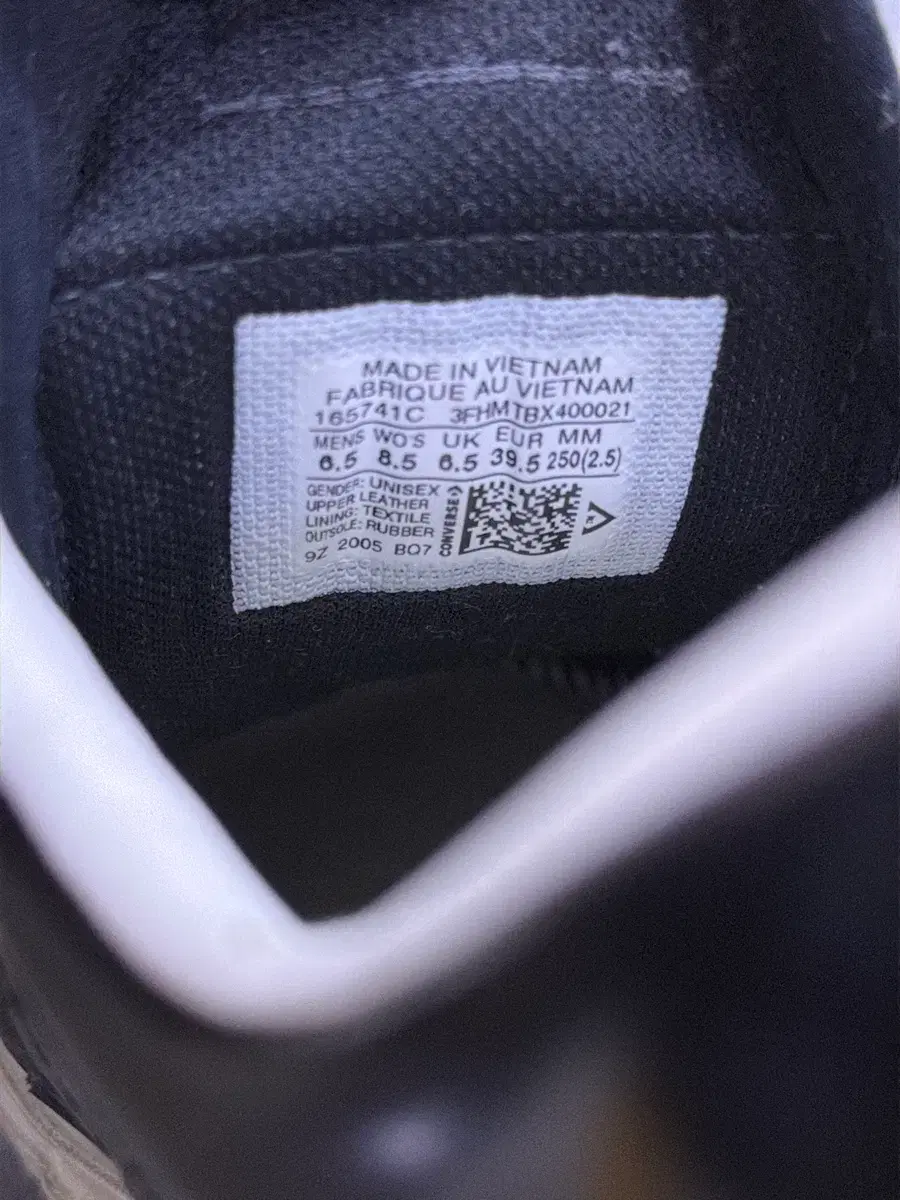 MADE IN VIETNAM
FABRIQUE AU VIETNAM
165741C 3FHMTBX400021
MENS WO'S UK EUR MM
6.5 8.5 6.5 39.5 250(2.5)
GENDER: UNISEX
UPPER LEATHER
LINING: TEXTILE
OUTSOLE: RUBBER
9Z 2005 BO7
CONVERSE